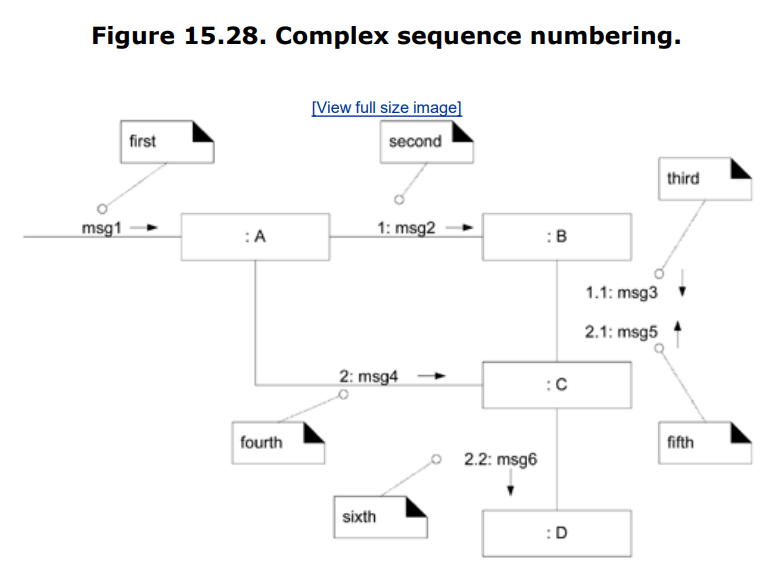 Figure 15.28. Complex sequence numbering.
[View full size image]
first
second
third
msg1
: A
1: msg2
: B
1.1: msg3
2.1: msg5
2: msg4
: C
fourth
fifth
2.2: msg6
sixth
: D